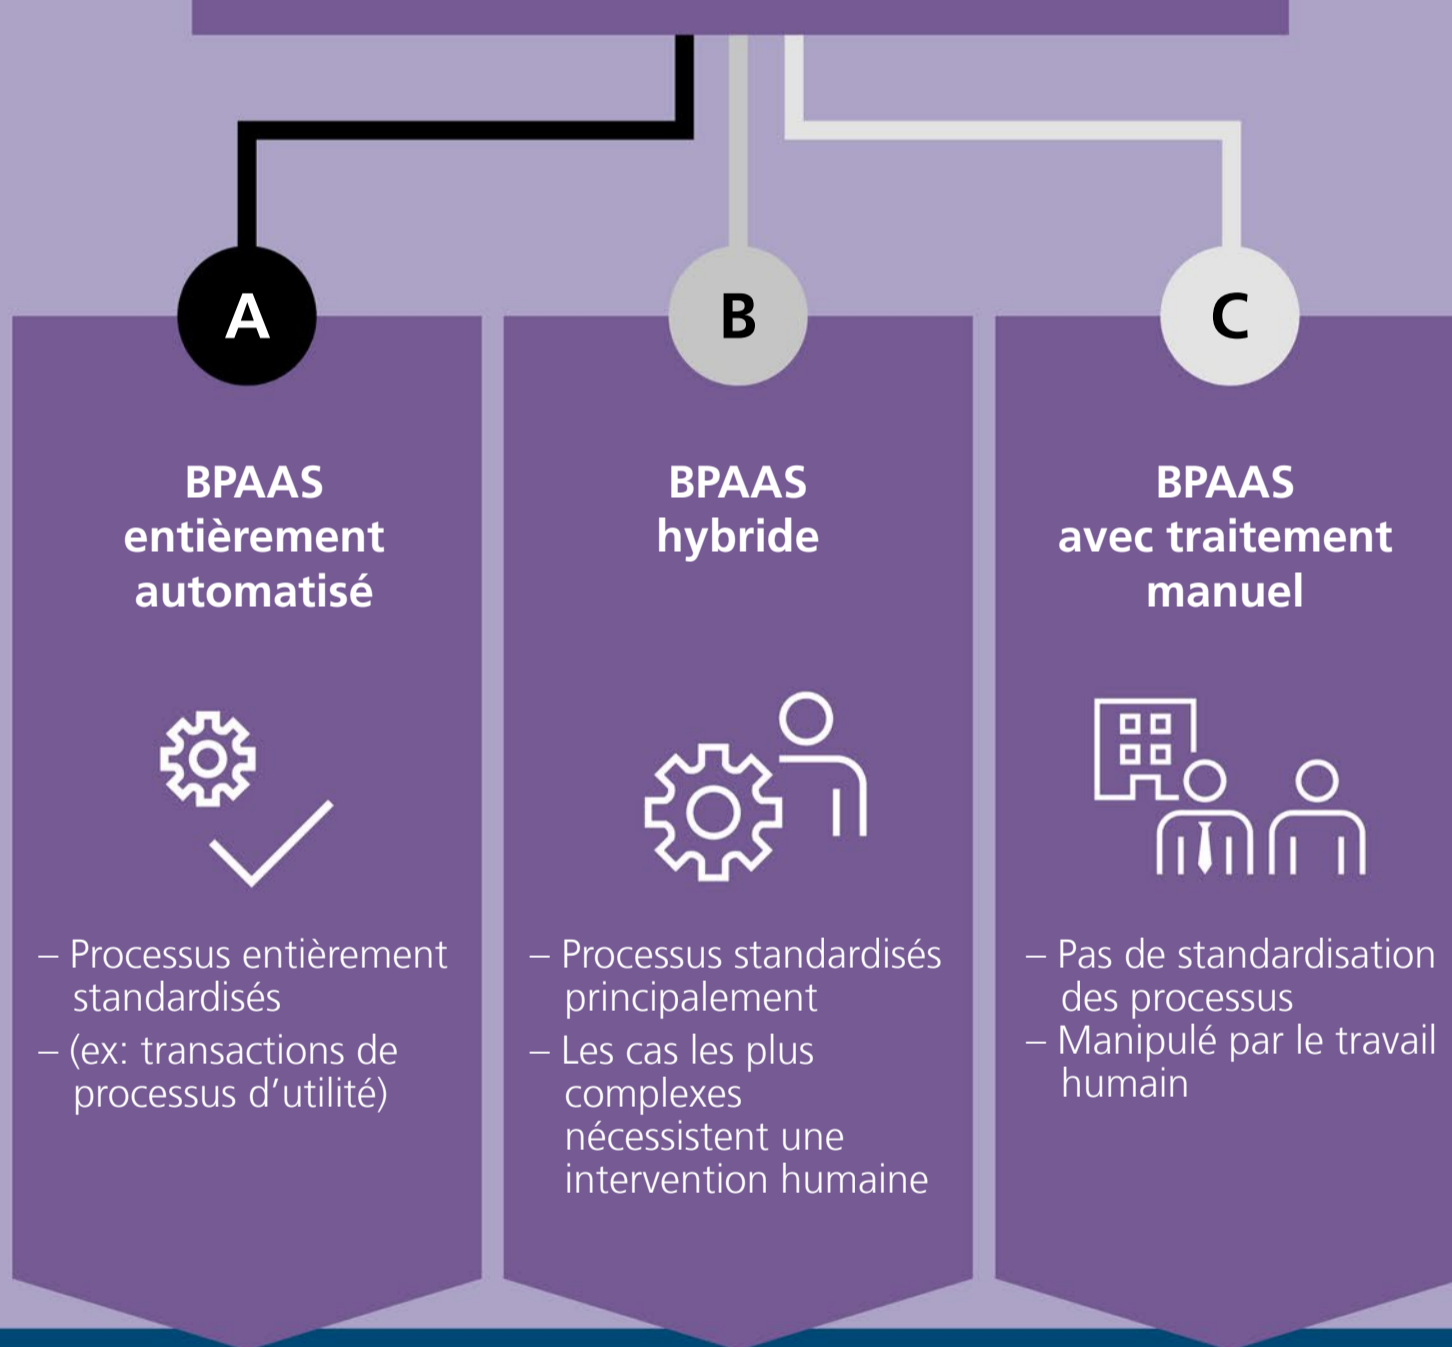 A
BPAAS
entièrement
automatisé
– Processus entièrement
standardisés
– (ex: transactions de
processus d’utilité)
B
BPAAS
hybride
– Processus standardisés
principalement
– Les cas les plus
complexes
nécessistent une
intervention humaine
C
BPAAS
avec traitement
manuel
– Pas de standardisation
des processus
– Manipulé par le travail
humain